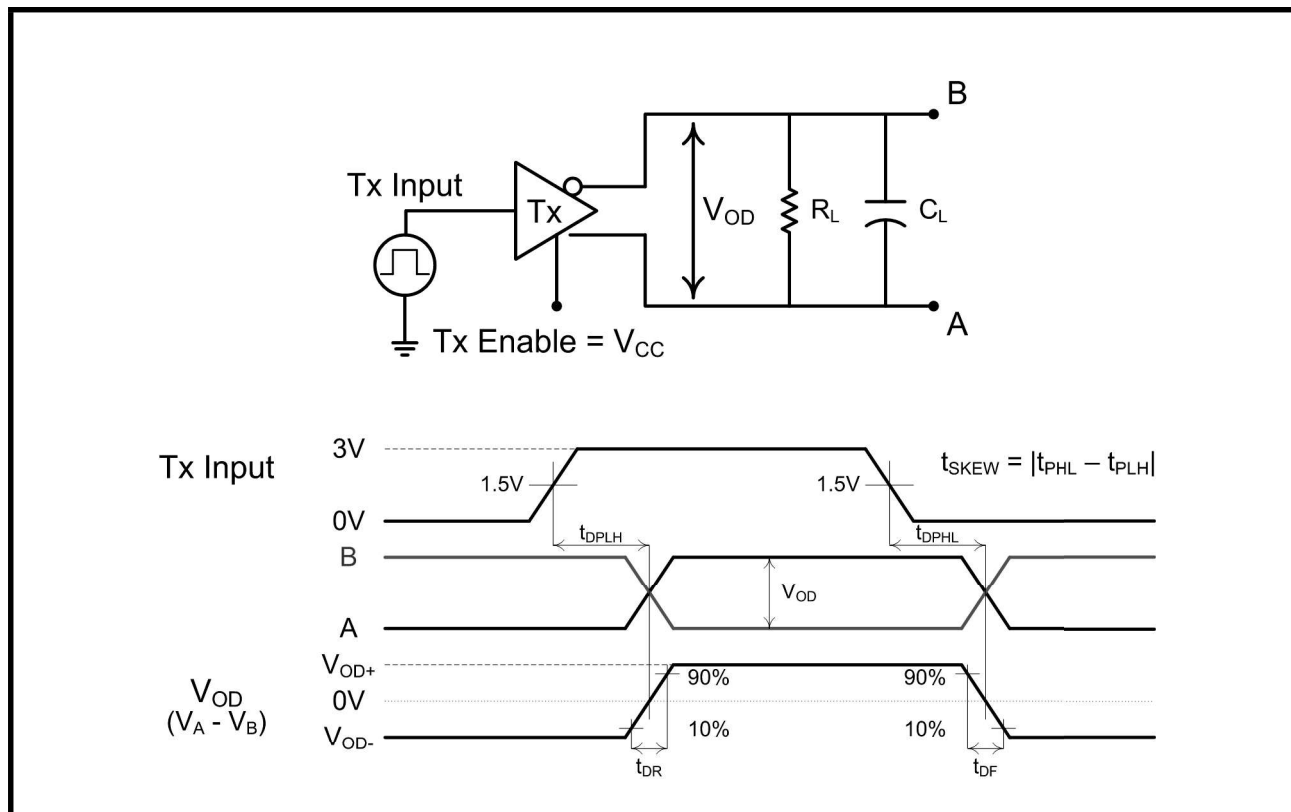 B
Tx Input
Tx
V_OD
R_L
C_L
A
Tx Enable = V_CC
Tx Input
3V
1.5V
1.5V
t_SKEW = |t_PHL – t_PLH|
0V
t_DPLH
t_DPHL
B
V_OD
A
V_OD+
90%
90%
V_OD
0V
(V_A - V_B)
10%
10%
V_OD-
t_DR
t_DF